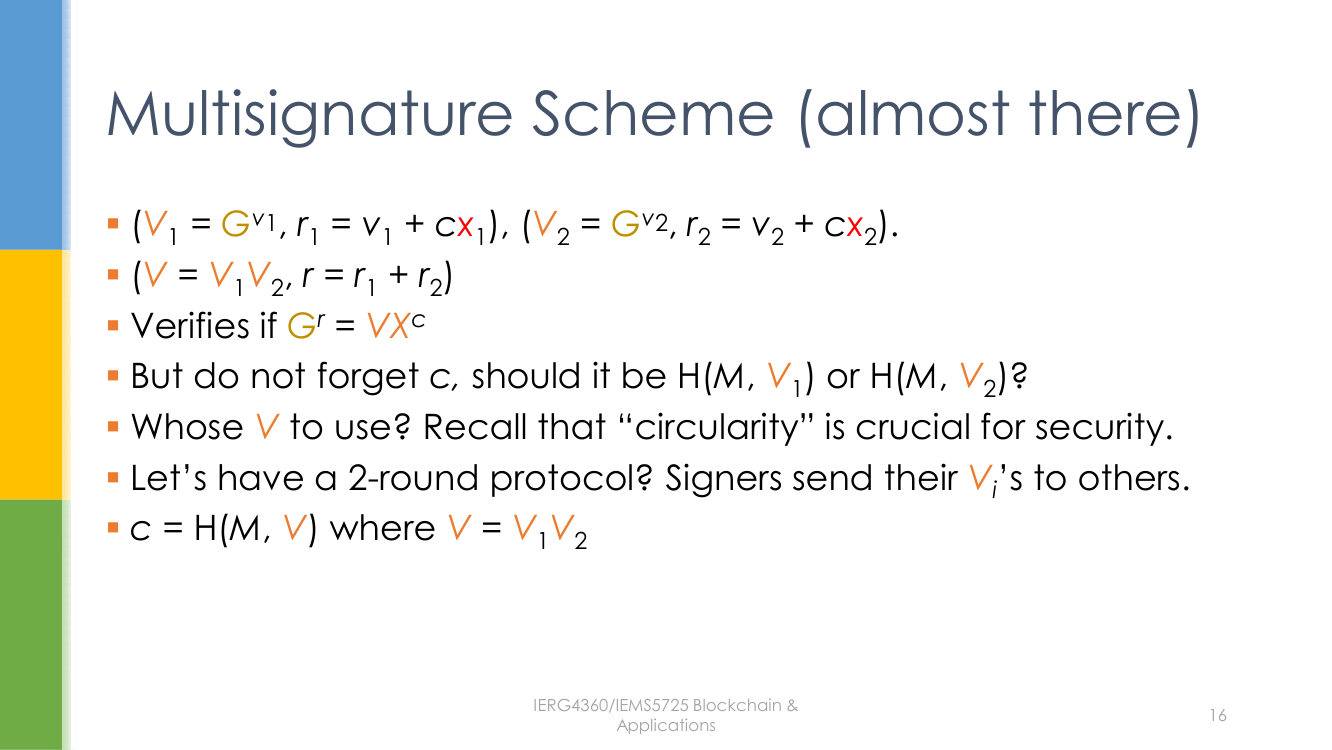 Multisignature Scheme (almost there)
▪ (V₁ = Gᵛ¹, r₁ = v₁ + cx₁), (V₂ = Gᵛ², r₂ = v₂ + cx₂).
▪ (V = V₁V₂, r = r₁ + r₂)
▪ Verifies if Gʳ = VXᶜ
▪ But do not forget c, should it be H(M, V₁) or H(M, V₂)?
▪ Whose V to use? Recall that “circularity” is crucial for security.
▪ Let’s have a 2-round protocol? Signers send their Vᵢ’s to others.
▪ c = H(M, V) where V = V₁V₂
IERG4360/IEMS5725 Blockchain &
Applications
16